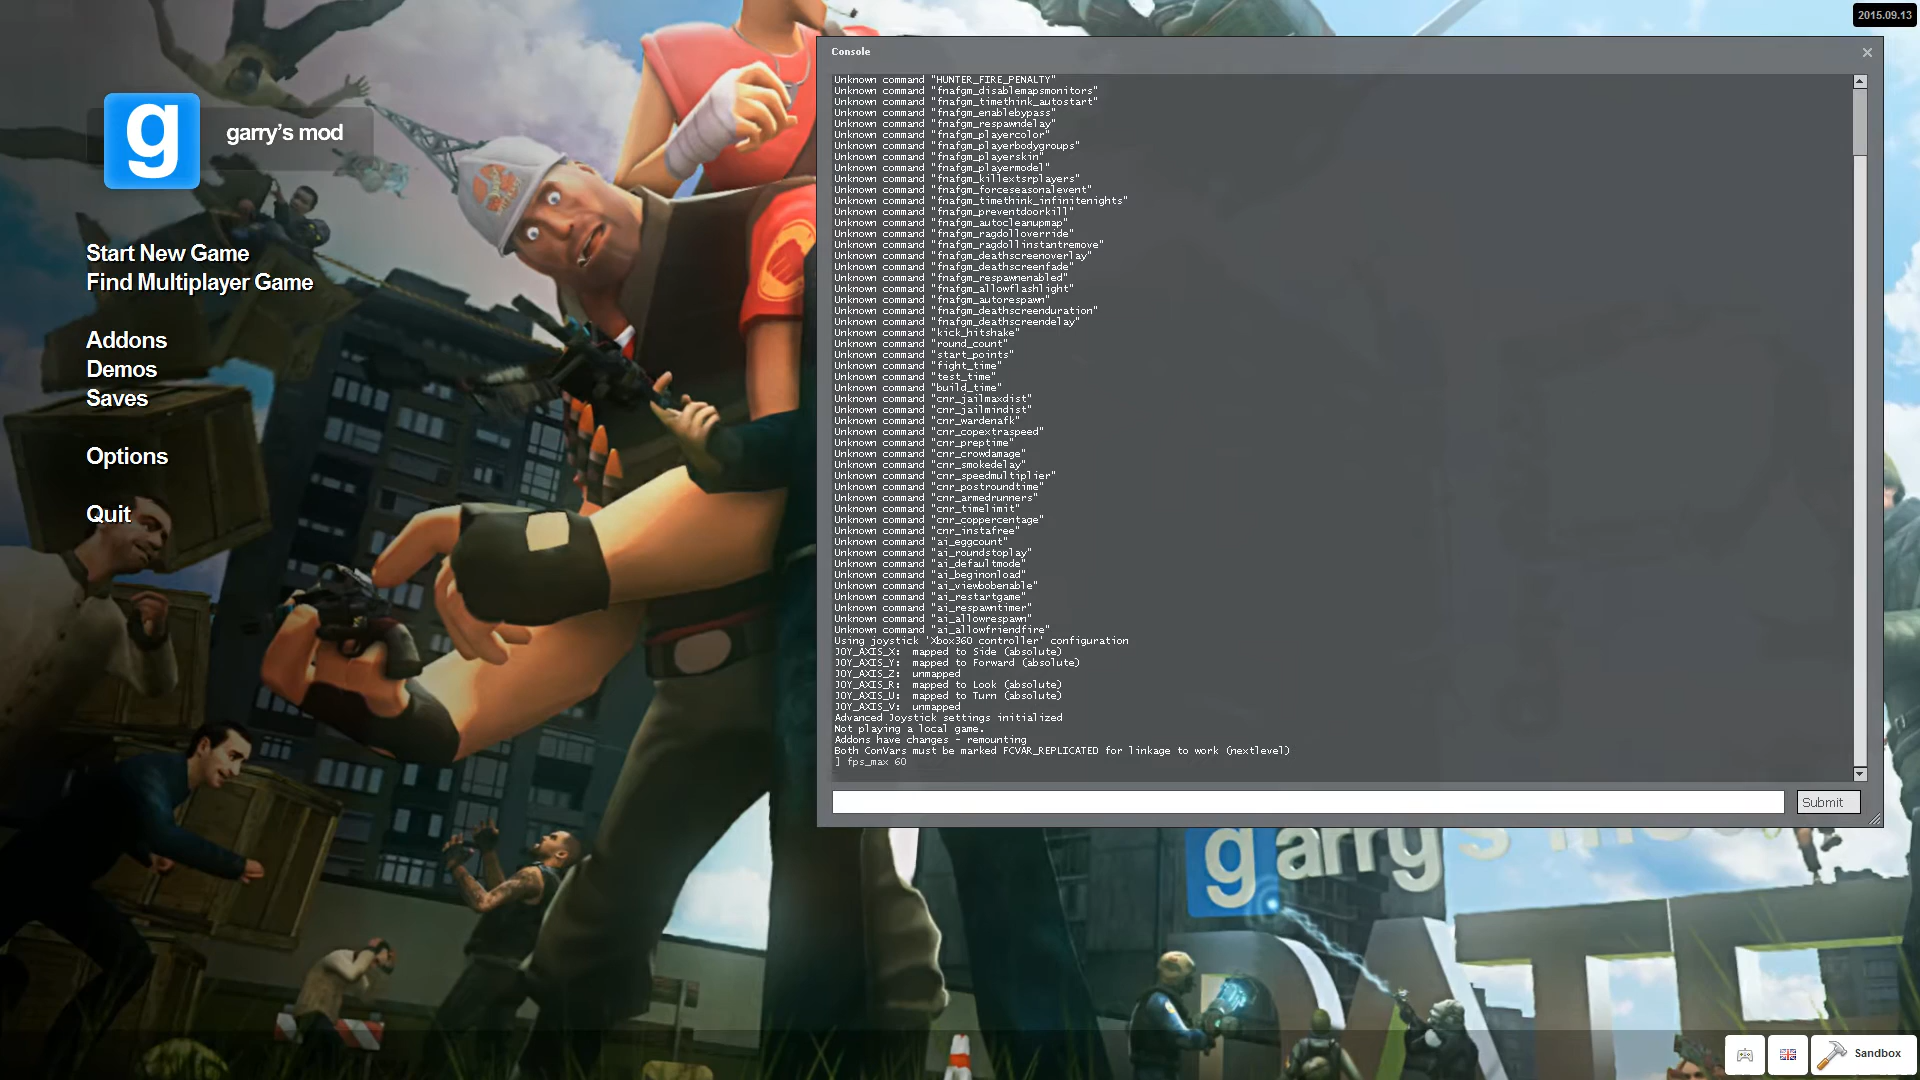 2015.09.13
g
garry's mod
Start New Game
Find Multiplayer Game
Addons
Demos
Saves
Options
Quit
Console
Unknown command "HUNTER_FIRE_PENALTY"
Unknown command "fnafgm_disablemapsmonitors"
Unknown command "fnafgm_timethink_autostart"
Unknown command "fnafgm_enablebypass"
Unknown command "fnafgm_respawndelay"
Unknown command "fnafgm_playercolor"
Unknown command "fnafgm_playerbodygroups"
Unknown command "fnafgm_playerskin"
Unknown command "fnafgm_playermodel"
Unknown command "fnafgm_killextsrplayers"
Unknown command "fnafgm_forceseasonalevent"
Unknown command "fnafgm_timethink_infinitenights"
Unknown command "fnafgm_preventdoorkill"
Unknown command "fnafgm_autocleanupmap"
Unknown command "fnafgm_ragdolloverride"
Unknown command "fnafgm_ragdollinstantremove"
Unknown command "fnafgm_deathscreenoverlay"
Unknown command "fnafgm_deathscreenfade"
Unknown command "fnafgm_respawnenabled"
Unknown command "fnafgm_allowflashlight"
Unknown command "fnafgm_autorespawn"
Unknown command "fnafgm_deathscreenduration"
Unknown command "fnafgm_deathscreendelay"
Unknown command "kick_hitshake"
Unknown command "round_count"
Unknown command "start_points"
Unknown command "fight_time"
Unknown command "test_time"
Unknown command "build_time"
Unknown command "cnr_jailmaxdist"
Unknown command "cnr_jailmindist"
Unknown command "cnr_wardenafk"
Unknown command "cnr_copextraspeed"
Unknown command "cnr_preptime"
Unknown command "cnr_crowdamage"
Unknown command "cnr_smokedelay"
Unknown command "cnr_speedmultiplier"
Unknown command "cnr_postroundtime"
Unknown command "cnr_armedrunners"
Unknown command "cnr_timelimit"
Unknown command "cnr_coppercentage"
Unknown command "cnr_instafree"
Unknown command "ai_eggcount"
Unknown command "ai_roundstoplay"
Unknown command "ai_defaultmode"
Unknown command "ai_beginonload"
Unknown command "ai_viewbobenable"
Unknown command "ai_restartgame"
Unknown command "ai_respawntimer"
Unknown command "ai_allowrespawn"
Unknown command "ai_allowfriendfire"
Using joystick 'Xbox360 controller' configuration
JOY_AXIS_X:  mapped to Side (absolute)
JOY_AXIS_Y:  mapped to Forward (absolute)
JOY_AXIS_Z:  unmapped
JOY_AXIS_R:  mapped to Look (absolute)
JOY_AXIS_U:  mapped to Turn (absolute)
JOY_AXIS_V:  unmapped
Advanced Joystick settings initialized
Not playing a local game.
Addons have changes - remounting
Both ConVars must be marked FCVAR_REPLICATED for linkage to work (nextlevel)
] fps_max 60
Submit
garry's
Sandbox